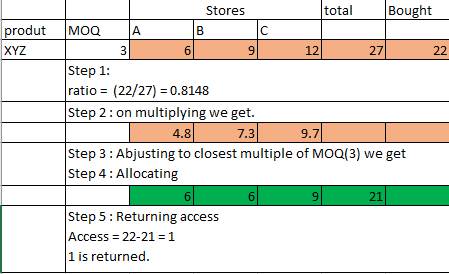 Stores total Bought
produt MOQ A B C
XYZ 3 6 9 12 27 22
Step 1:
ratio = (22/27) = 0.8148
Step 2 : on multiplying we get.
4.8 7.3 9.7
Step 3 : Abjusting to closest multiple of MOQ(3) we get
Step 4 : Allocating
6 6 9 21
Step 5 : Returning access
Access = 22-21 = 1
1 is returned.